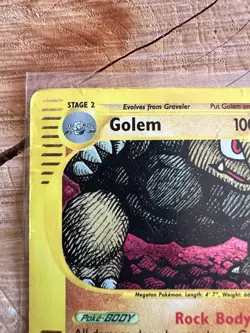 STAGE 2
Evolves from Graveler
Put Golem on
Golem
100
Megaton Pokémon. Length: 4' 7", Weight: 66
Poké-BODY
Rock Body